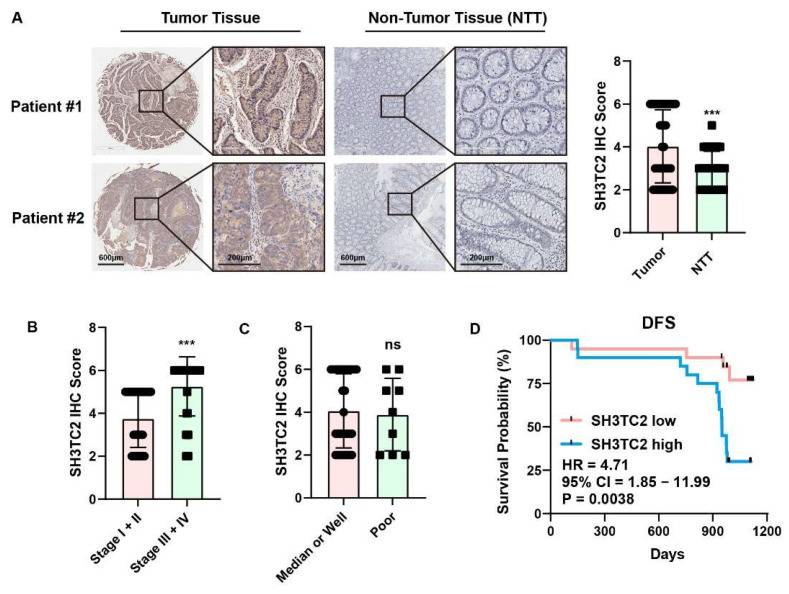 A
Tumor Tissue
Non-Tumor Tissue (NTT)
Patient #1
Patient #2
600μm
200μm
600μm
200μm
SH3TC2 IHC Score
8
6
4
2
0
***
Tumor
NTT
B
SH3TC2 IHC Score
8
6
4
2
0
***
Stage I + II
Stage III + IV
C
SH3TC2 IHC Score
8
6
4
2
0
ns
Median or Well
Poor
D
DFS
Survival Probability (%)
100
75
50
25
0
SH3TC2 low
SH3TC2 high
HR = 4.71
95% CI = 1.85 − 11.99
P = 0.0038
0
300
600
900
1200
Days